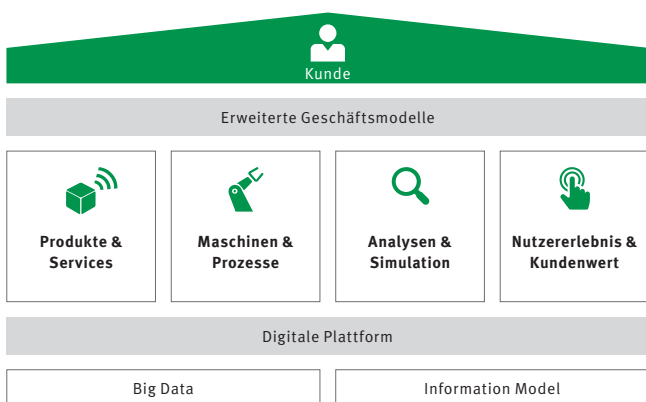 Kunde
Erweiterte Geschäftsmodelle
Produkte &
Services
Maschinen &
Prozesse
Analysen &
Simulation
Nutzererlebnis &
Kundenwert
Digitale Plattform
Big Data
Information Model